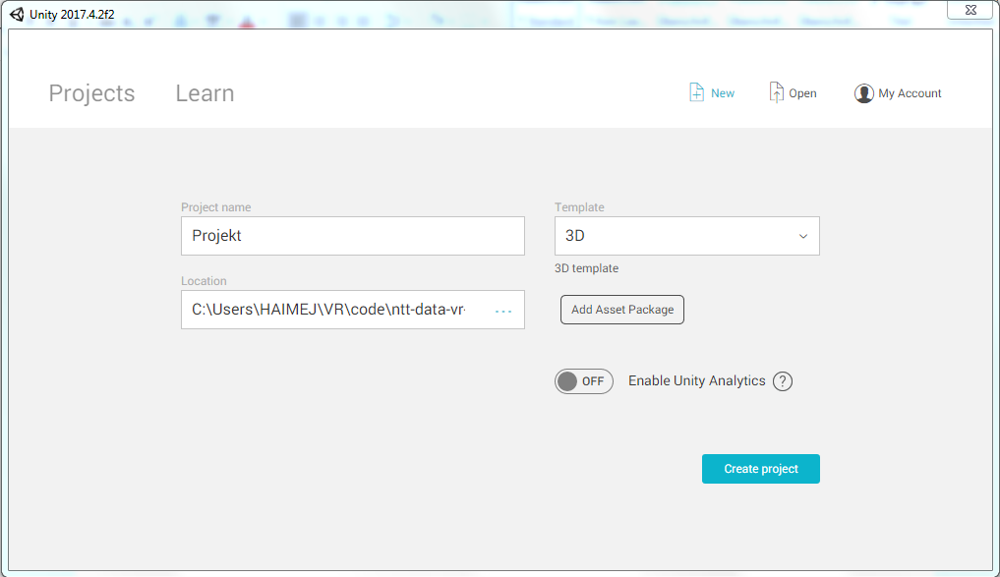 Unity 2017.4.2f2
Projects Learn New Open My Account
Project name Template
Projekt 3D
3D template
Location
C:\Users\HAIMEJ\VR\code\ntt-data-vr- ...
Add Asset Package
OFF Enable Unity Analytics ?
Create project